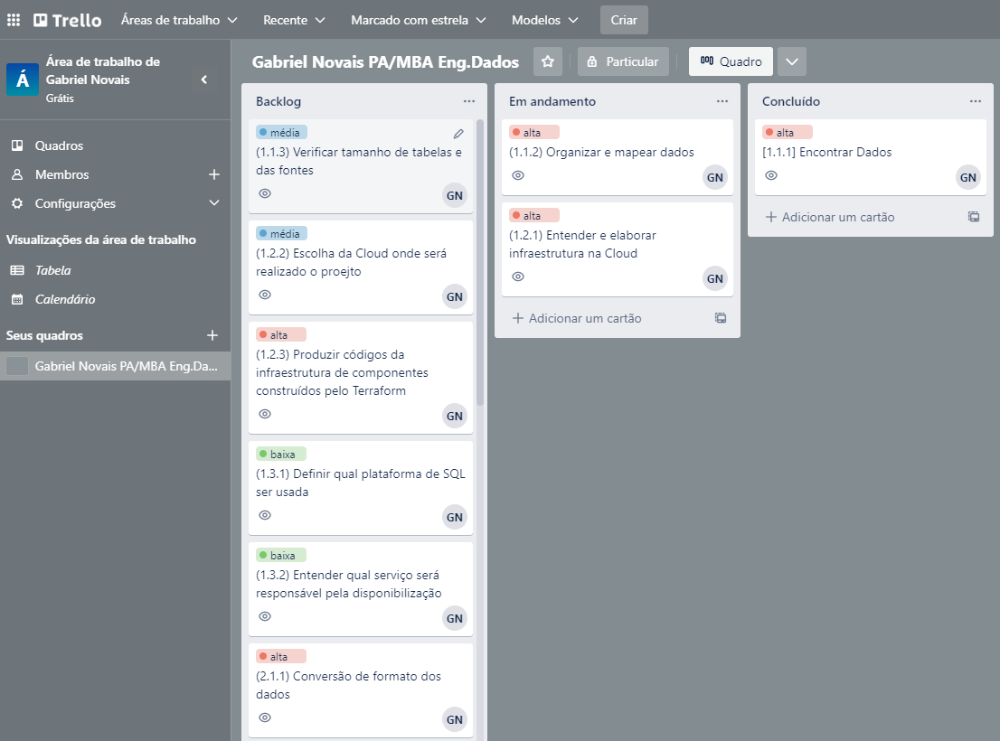 Trello
Áreas de trabalho
Recente
Marcado com estrela
Modelos
Criar
Á
Área de trabalho de
Gabriel Novais
Grátis
Quadros
Membros
Configurações
Visualizações da área de trabalho
Tabela
Calendário
Seus quadros
Gabriel Novais PA/MBA Eng.Da...
Gabriel Novais PA/MBA Eng.Dados
Particular
Quadro
Backlog
média
(1.1.3) Verificar tamanho de tabelas e
das fontes
GN
média
(1.2.2) Escolha da Cloud onde será
realizado o proejto
GN
alta
(1.2.3) Produzir códigos da
infraestrutura de componentes
construídos pelo Terraform
GN
baixa
(1.3.1) Definir qual plataforma de SQL
ser usada
GN
baixa
(1.3.2) Entender qual serviço será
responsável pela disponibilização
GN
alta
(2.1.1) Conversão de formato dos
dados
GN
Em andamento
alta
(1.1.2) Organizar e mapear dados
GN
alta
(1.2.1) Entender e elaborar
infraestrutura na Cloud
GN
Adicionar um cartão
Concluído
alta
[1.1.1] Encontrar Dados
GN
Adicionar um cartão